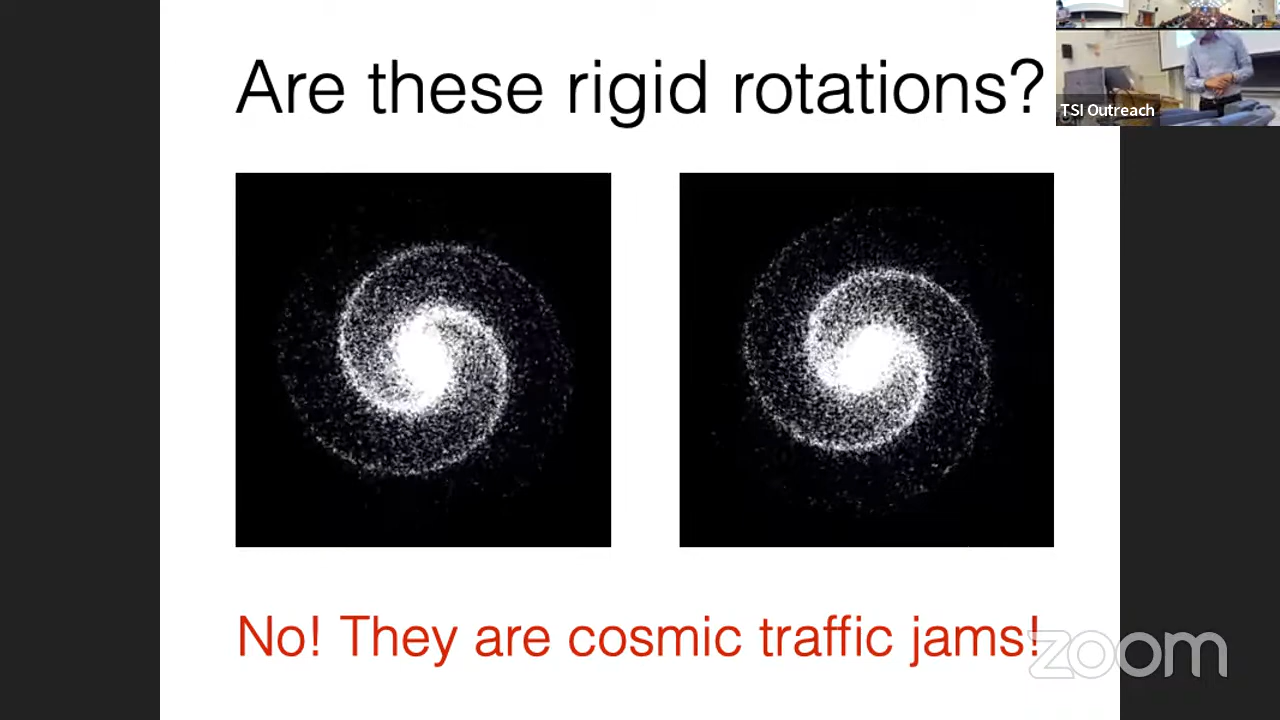 Are these rigid rotations?
TSI Outreach
No! They are cosmic traffic jams!
zoom